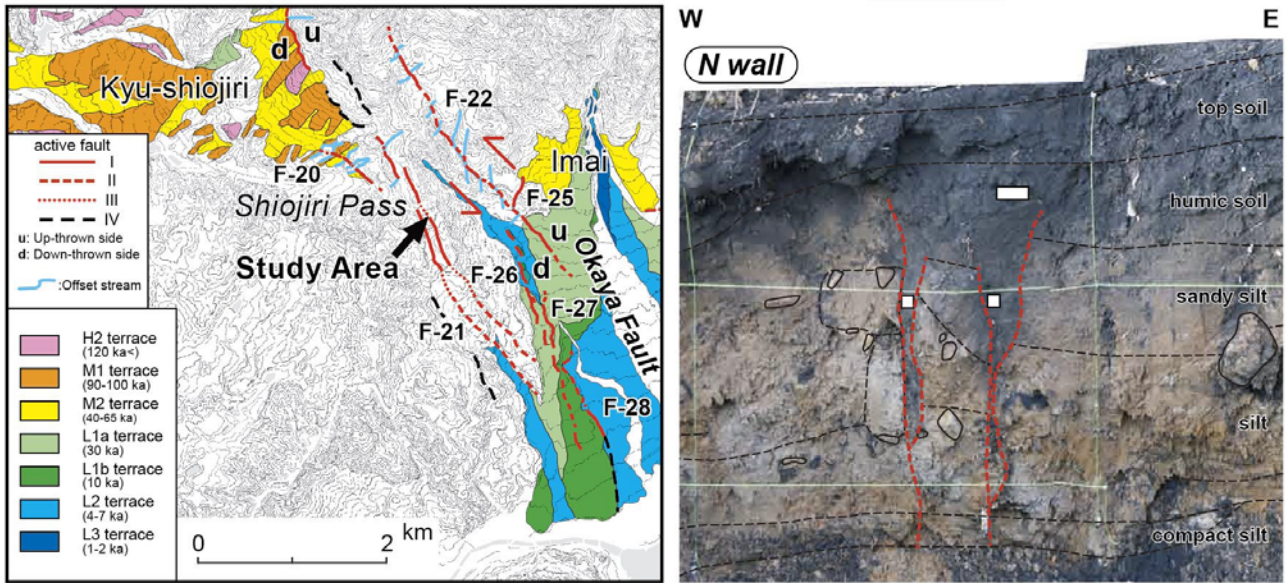 Kyu-shiojiri
d
u
F-22
active fault
I
II
III
IV
u: Up-thrown side
d: Down-thrown side
:Offset stream
F-20
Shiojiri Pass
Study Area
F-25
Imai
u
d
F-26
F-27
F-21
F-28
Okaya Fault
H2 terrace
(120 ka<)
M1 terrace
(90-100 ka)
M2 terrace
(40-65 ka)
L1a terrace
(30 ka)
L1b terrace
(10 ka)
L2 terrace
(4-7 ka)
L3 terrace
(1-2 ka)
0
2
km
W
E
N wall
top soil
humic soil
sandy silt
silt
compact silt